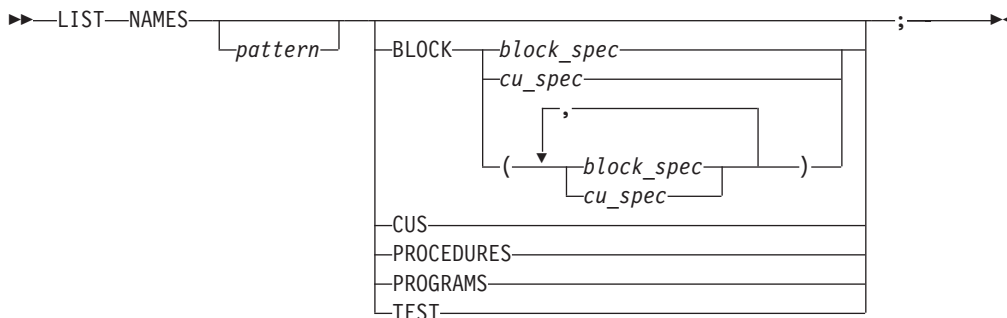 LIST NAMES ;
pattern
BLOCK block_spec
cu_spec
,
( block_spec )
cu_spec
CUS
PROCEDURES
PROGRAMS
TEST